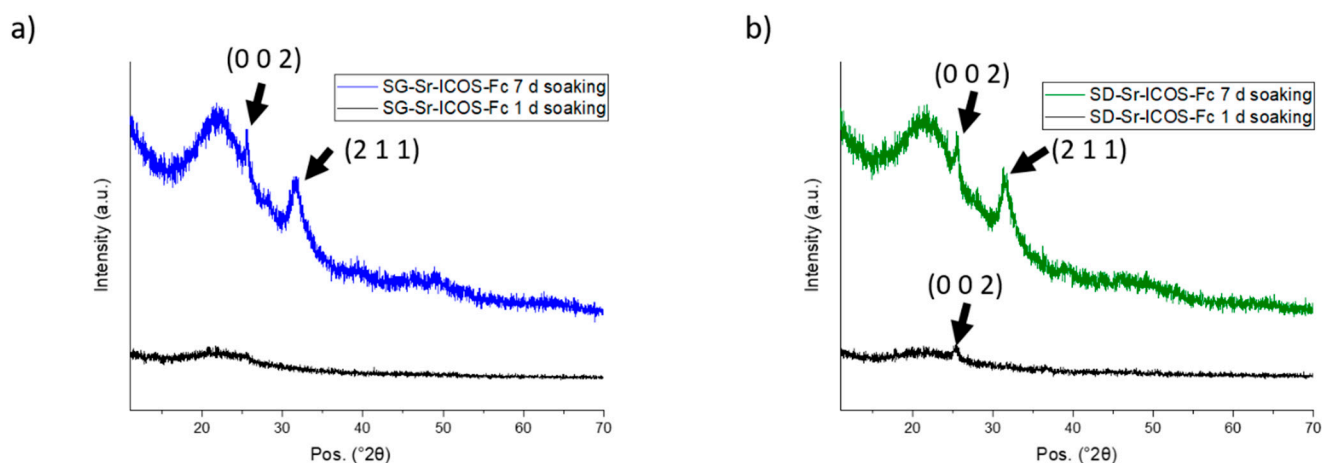 a)
(0 0 2)
SG-Sr-ICOS-Fc 7 d soaking
SG-Sr-ICOS-Fc 1 d soaking
(2 1 1)
Intensity (a.u.)
20 30 40 50 60 70
Pos. (°2θ)
b)
(0 0 2)
SD-Sr-ICOS-Fc 7 d soaking
SD-Sr-ICOS-Fc 1 d soaking
(2 1 1)
(0 0 2)
Intensity (a.u.)
20 30 40 50 60 70
Pos. (°2θ)